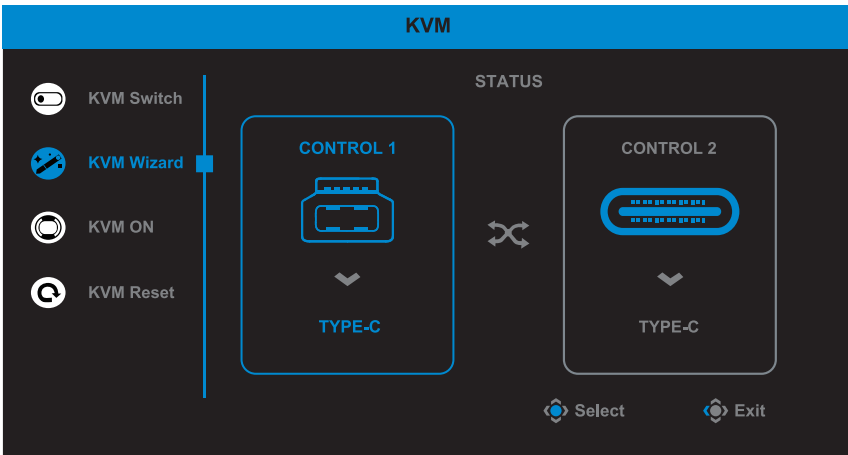 KVM
KVM Switch
KVM Wizard
KVM ON
KVM Reset
STATUS
CONTROL 1
TYPE-C
CONTROL 2
TYPE-C
Select
Exit